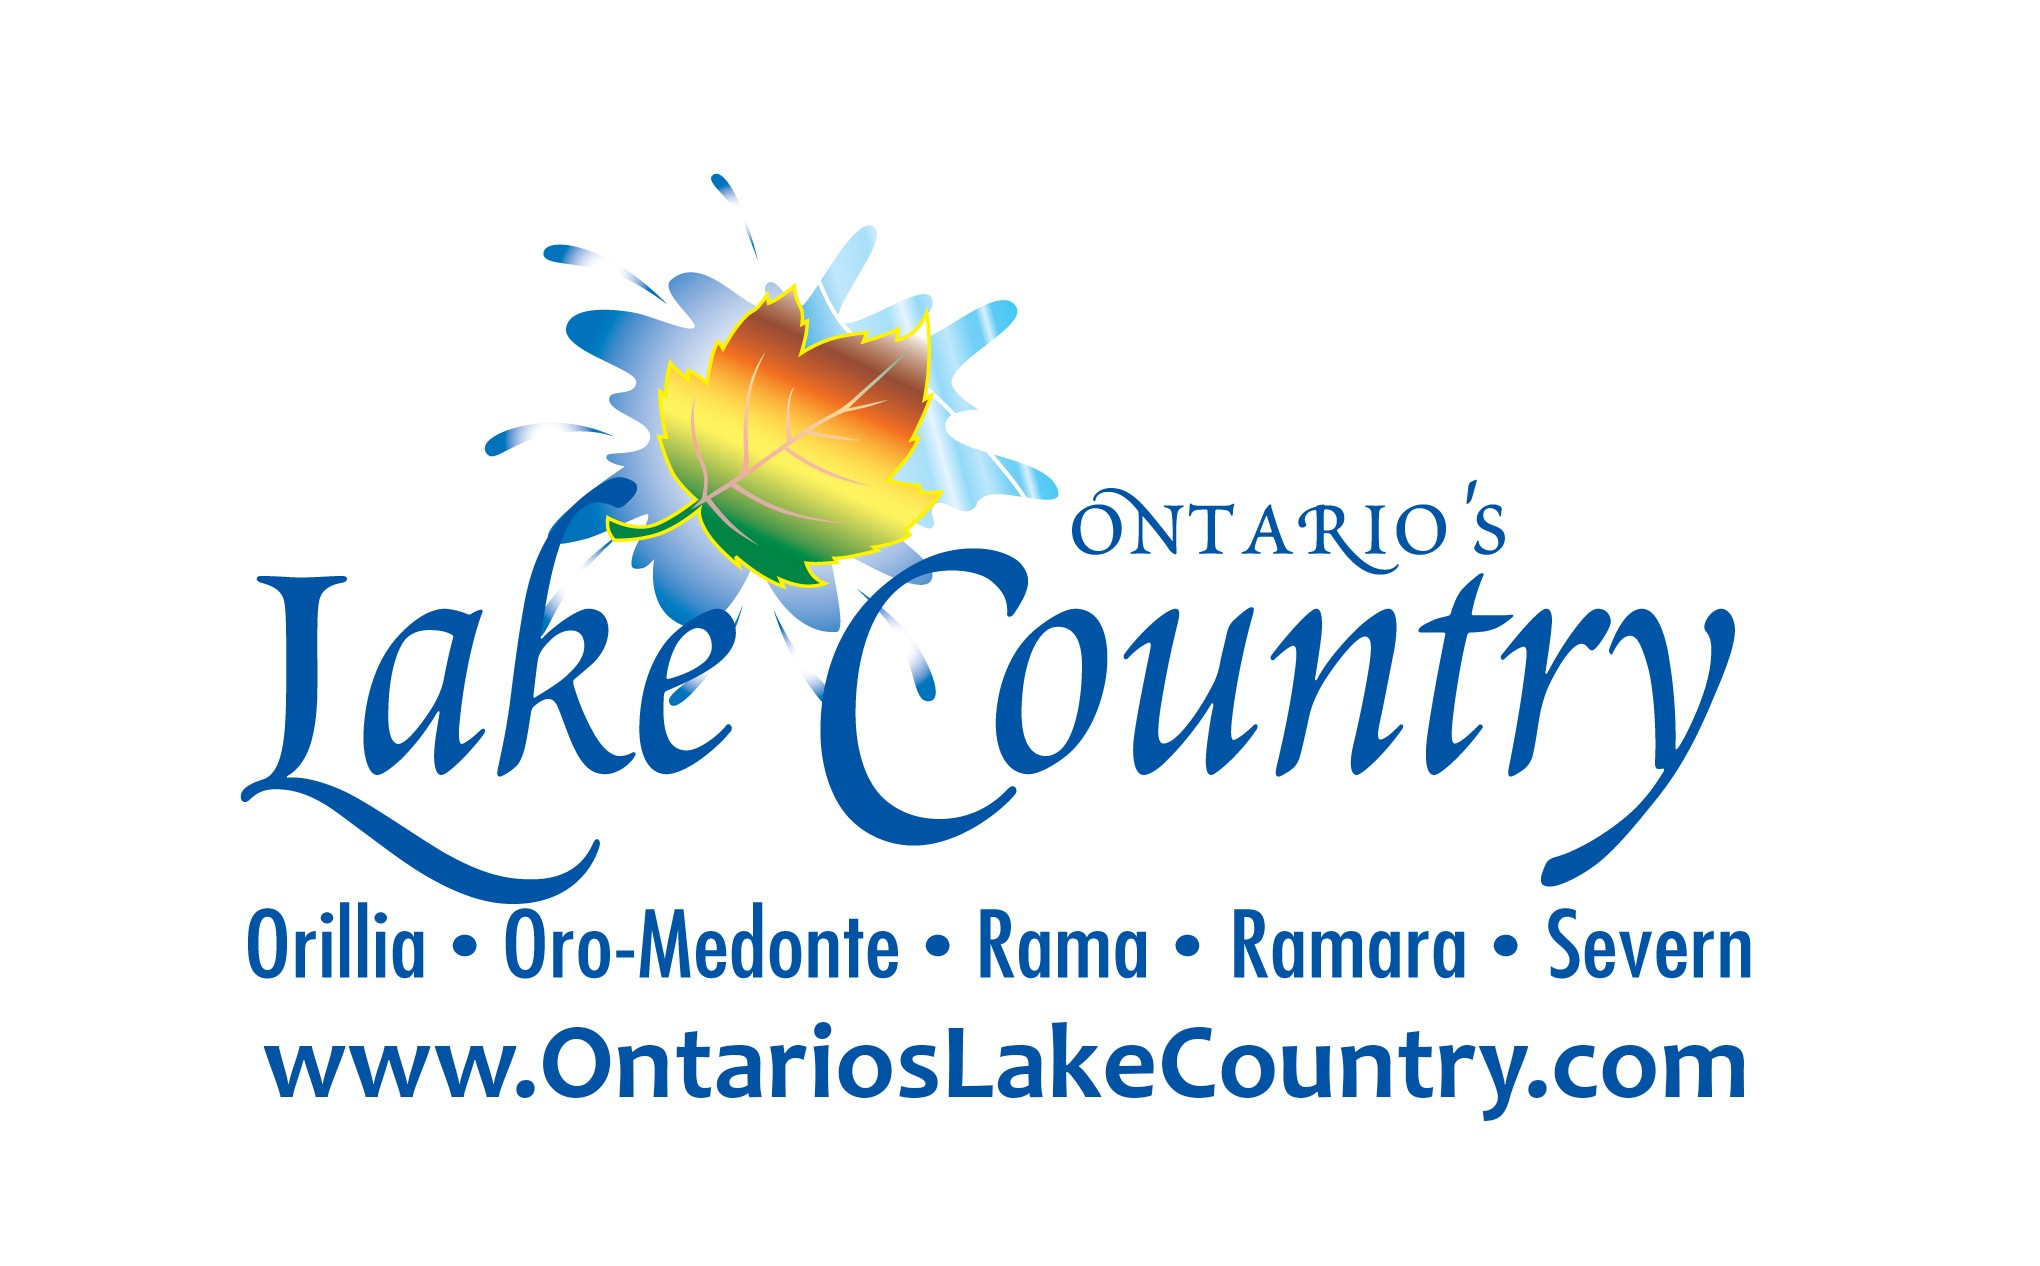 ONTARIO'S
Lake Country
Orillia • Oro-Medonte • Rama • Ramara • Severn
www.OntariosLakeCountry.com